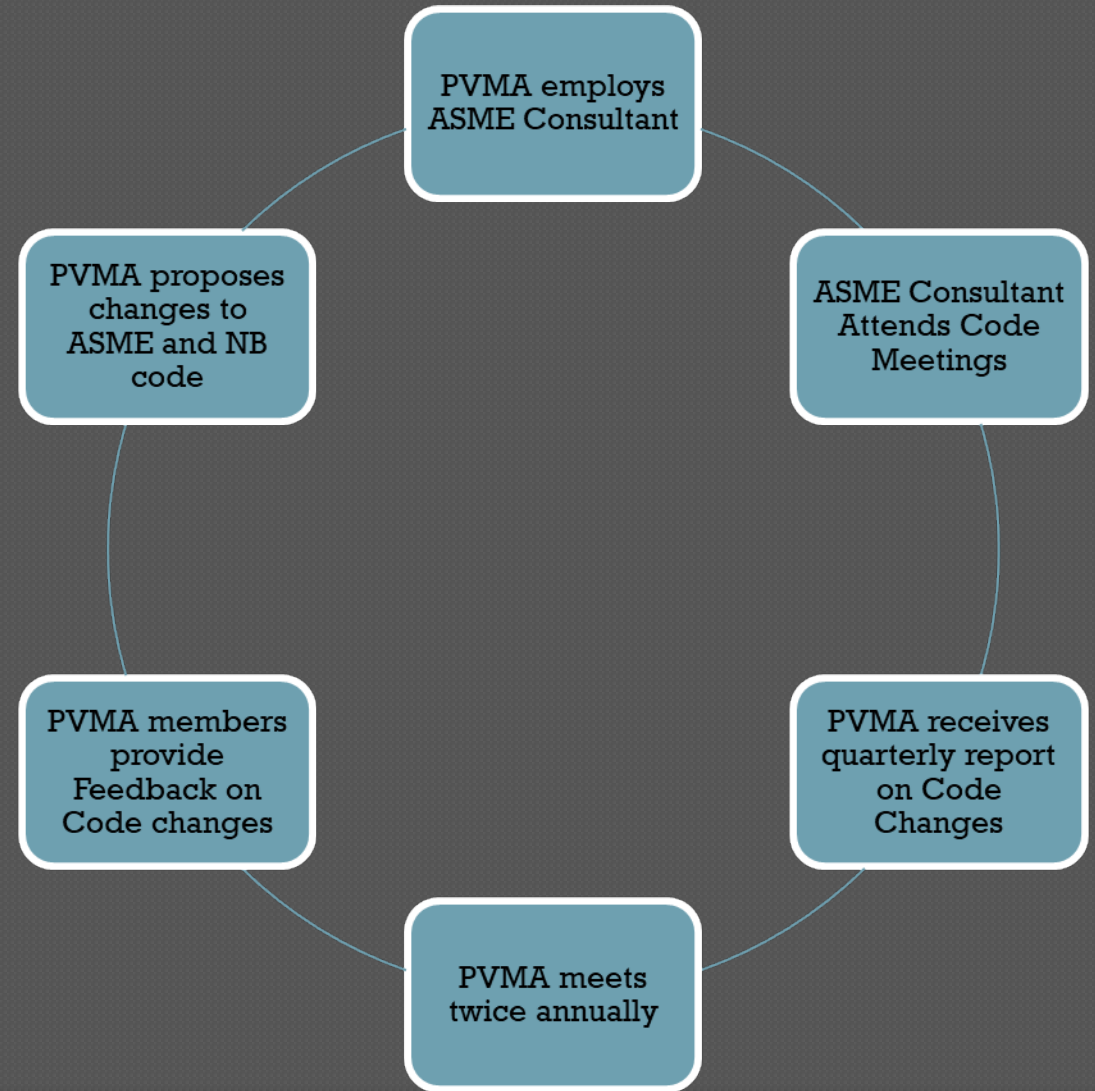 PVMA employs
ASME Consultant
ASME Consultant
Attends Code
Meetings
PVMA receives
quarterly report
on Code
Changes
PVMA meets
twice annually
PVMA members
provide
Feedback on
Code changes
PVMA proposes
changes to
ASME and NB
code